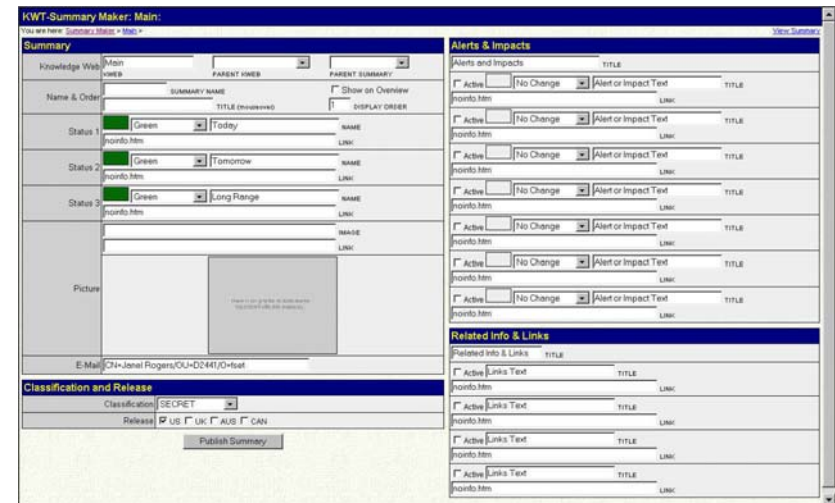 KWT-Summary Maker: Main:
You are here: Summary Maker > Main > View Summary
Summary
Knowledge Web Main
KWEB PARENT KWEB PARENT SUMMARY
Name & Order SUMMARY NAME Show on Overview
TITLE (mouseover) 1 DISPLAY ORDER
Status 1 Green Today NAME
noinfo.htm LINK
Status 2 Green Tomorrow NAME
noinfo.htm LINK
Status 3 Green Long Range NAME
noinfo.htm LINK
IMAGE
LINK
Picture
E-Mail CN=Janel Rogers/OU=D2441/O=tset
Classification and Release
Classification SECRET
Release US UK AUS CAN
Publish Summary
Alerts & Impacts
Alerts and Impacts TITLE
Active No Change Alert or Impact Text TITLE
noinfo.htm LINK
Active No Change Alert or Impact Text TITLE
noinfo.htm LINK
Active No Change Alert or Impact Text TITLE
noinfo.htm LINK
Active No Change Alert or Impact Text TITLE
noinfo.htm LINK
Active No Change Alert or Impact Text TITLE
noinfo.htm LINK
Active No Change Alert or Impact Text TITLE
noinfo.htm LINK
Active No Change Alert or Impact Text TITLE
noinfo.htm LINK
Related Info & Links
Related Info & Links TITLE
Active Links Text TITLE
noinfo.htm LINK
Active Links Text TITLE
noinfo.htm LINK
Active Links Text TITLE
noinfo.htm LINK
Active Links Text TITLE
noinfo.htm LINK